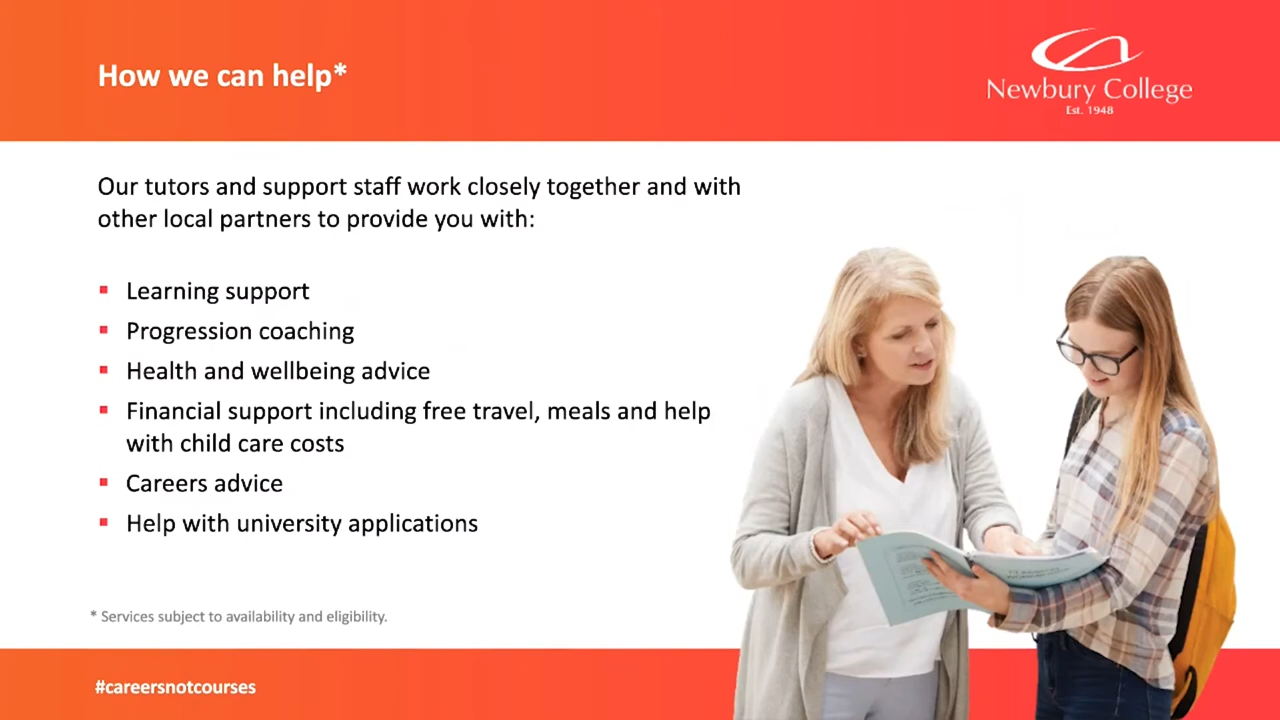 How we can help*
Newbury College
Est. 1948
Our tutors and support staff work closely together and with
other local partners to provide you with:
Learning support
Progression coaching
Health and wellbeing advice
Financial support including free travel, meals and help
with child care costs
Careers advice
Help with university applications
* Services subject to availability and eligibility.
#careersnotcourses